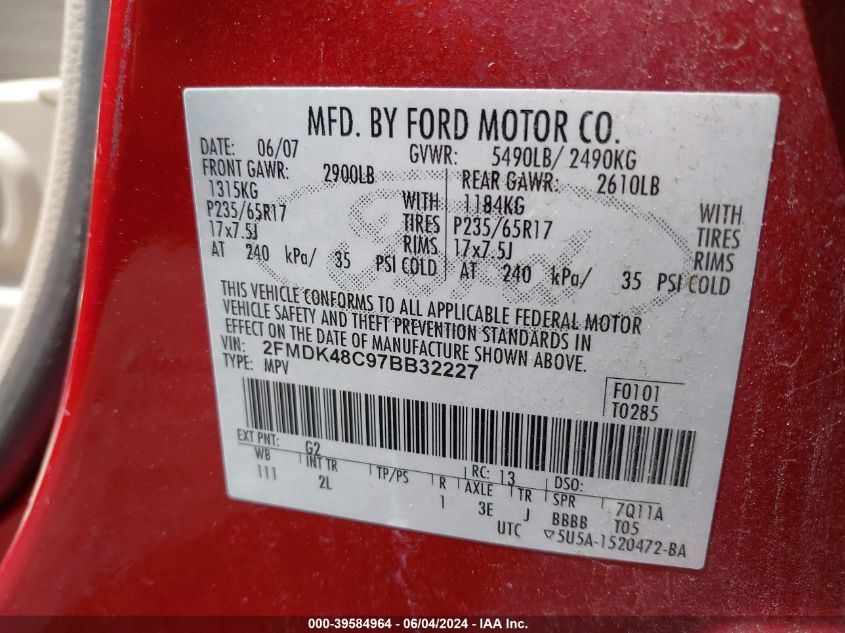 MFD. BY FORD MOTOR CO.
DATE: 06/07 GVWR: 5490LB/ 2490KG
FRONT GAWR: 2900LB REAR GAWR: 2610LB
1315KG WITH 1184KG WITH
P235/65R17 TIRES P235/65R17 TIRES
17x7.5J RIMS 17x7.5J RIMS
AT 240 kPa/ 35 PSI COLD AT 240 kPa/ 35 PSI COLD
Ford
THIS VEHICLE CONFORMS TO ALL APPLICABLE FEDERAL MOTOR
VEHICLE SAFETY AND THEFT PREVENTION STANDARDS IN
EFFECT ON THE DATE OF MANUFACTURE SHOWN ABOVE.
VIN: 2FMDK48C97BB32227
TYPE: MPV
F0101
T0285
EXT PNT: G2 RC: 13 DSO:
WB INT TR TP/PS R AXLE TR SPR 7Q11A
111 2L 1 3E J BBBB T05
UTC ▽5U5A-1520472-BA
000-39584964 - 06/04/2024 - IAA Inc.